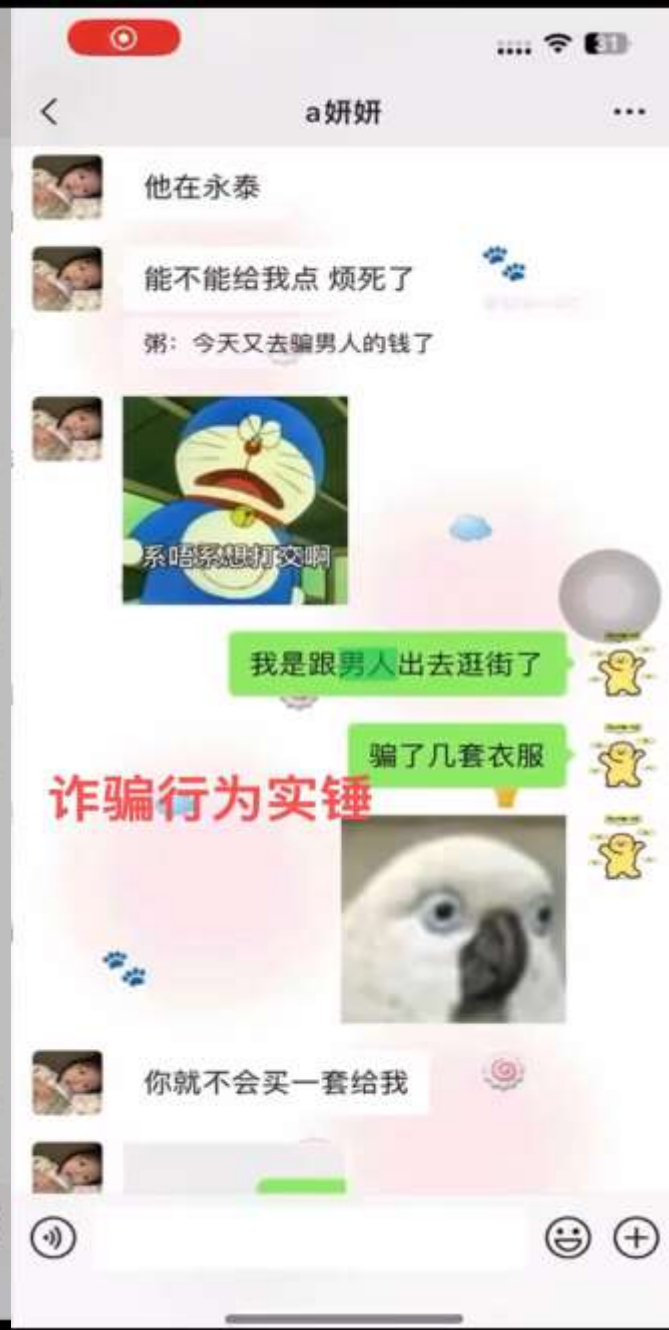 31
a妍妍
他在永泰
能不能给我点 烦死了
粥：今天又去骗男人的钱了
系唔系想打交啊
我是跟男人出去逛街了
骗了几套衣服
诈骗行为实锤
你就不会买一套给我